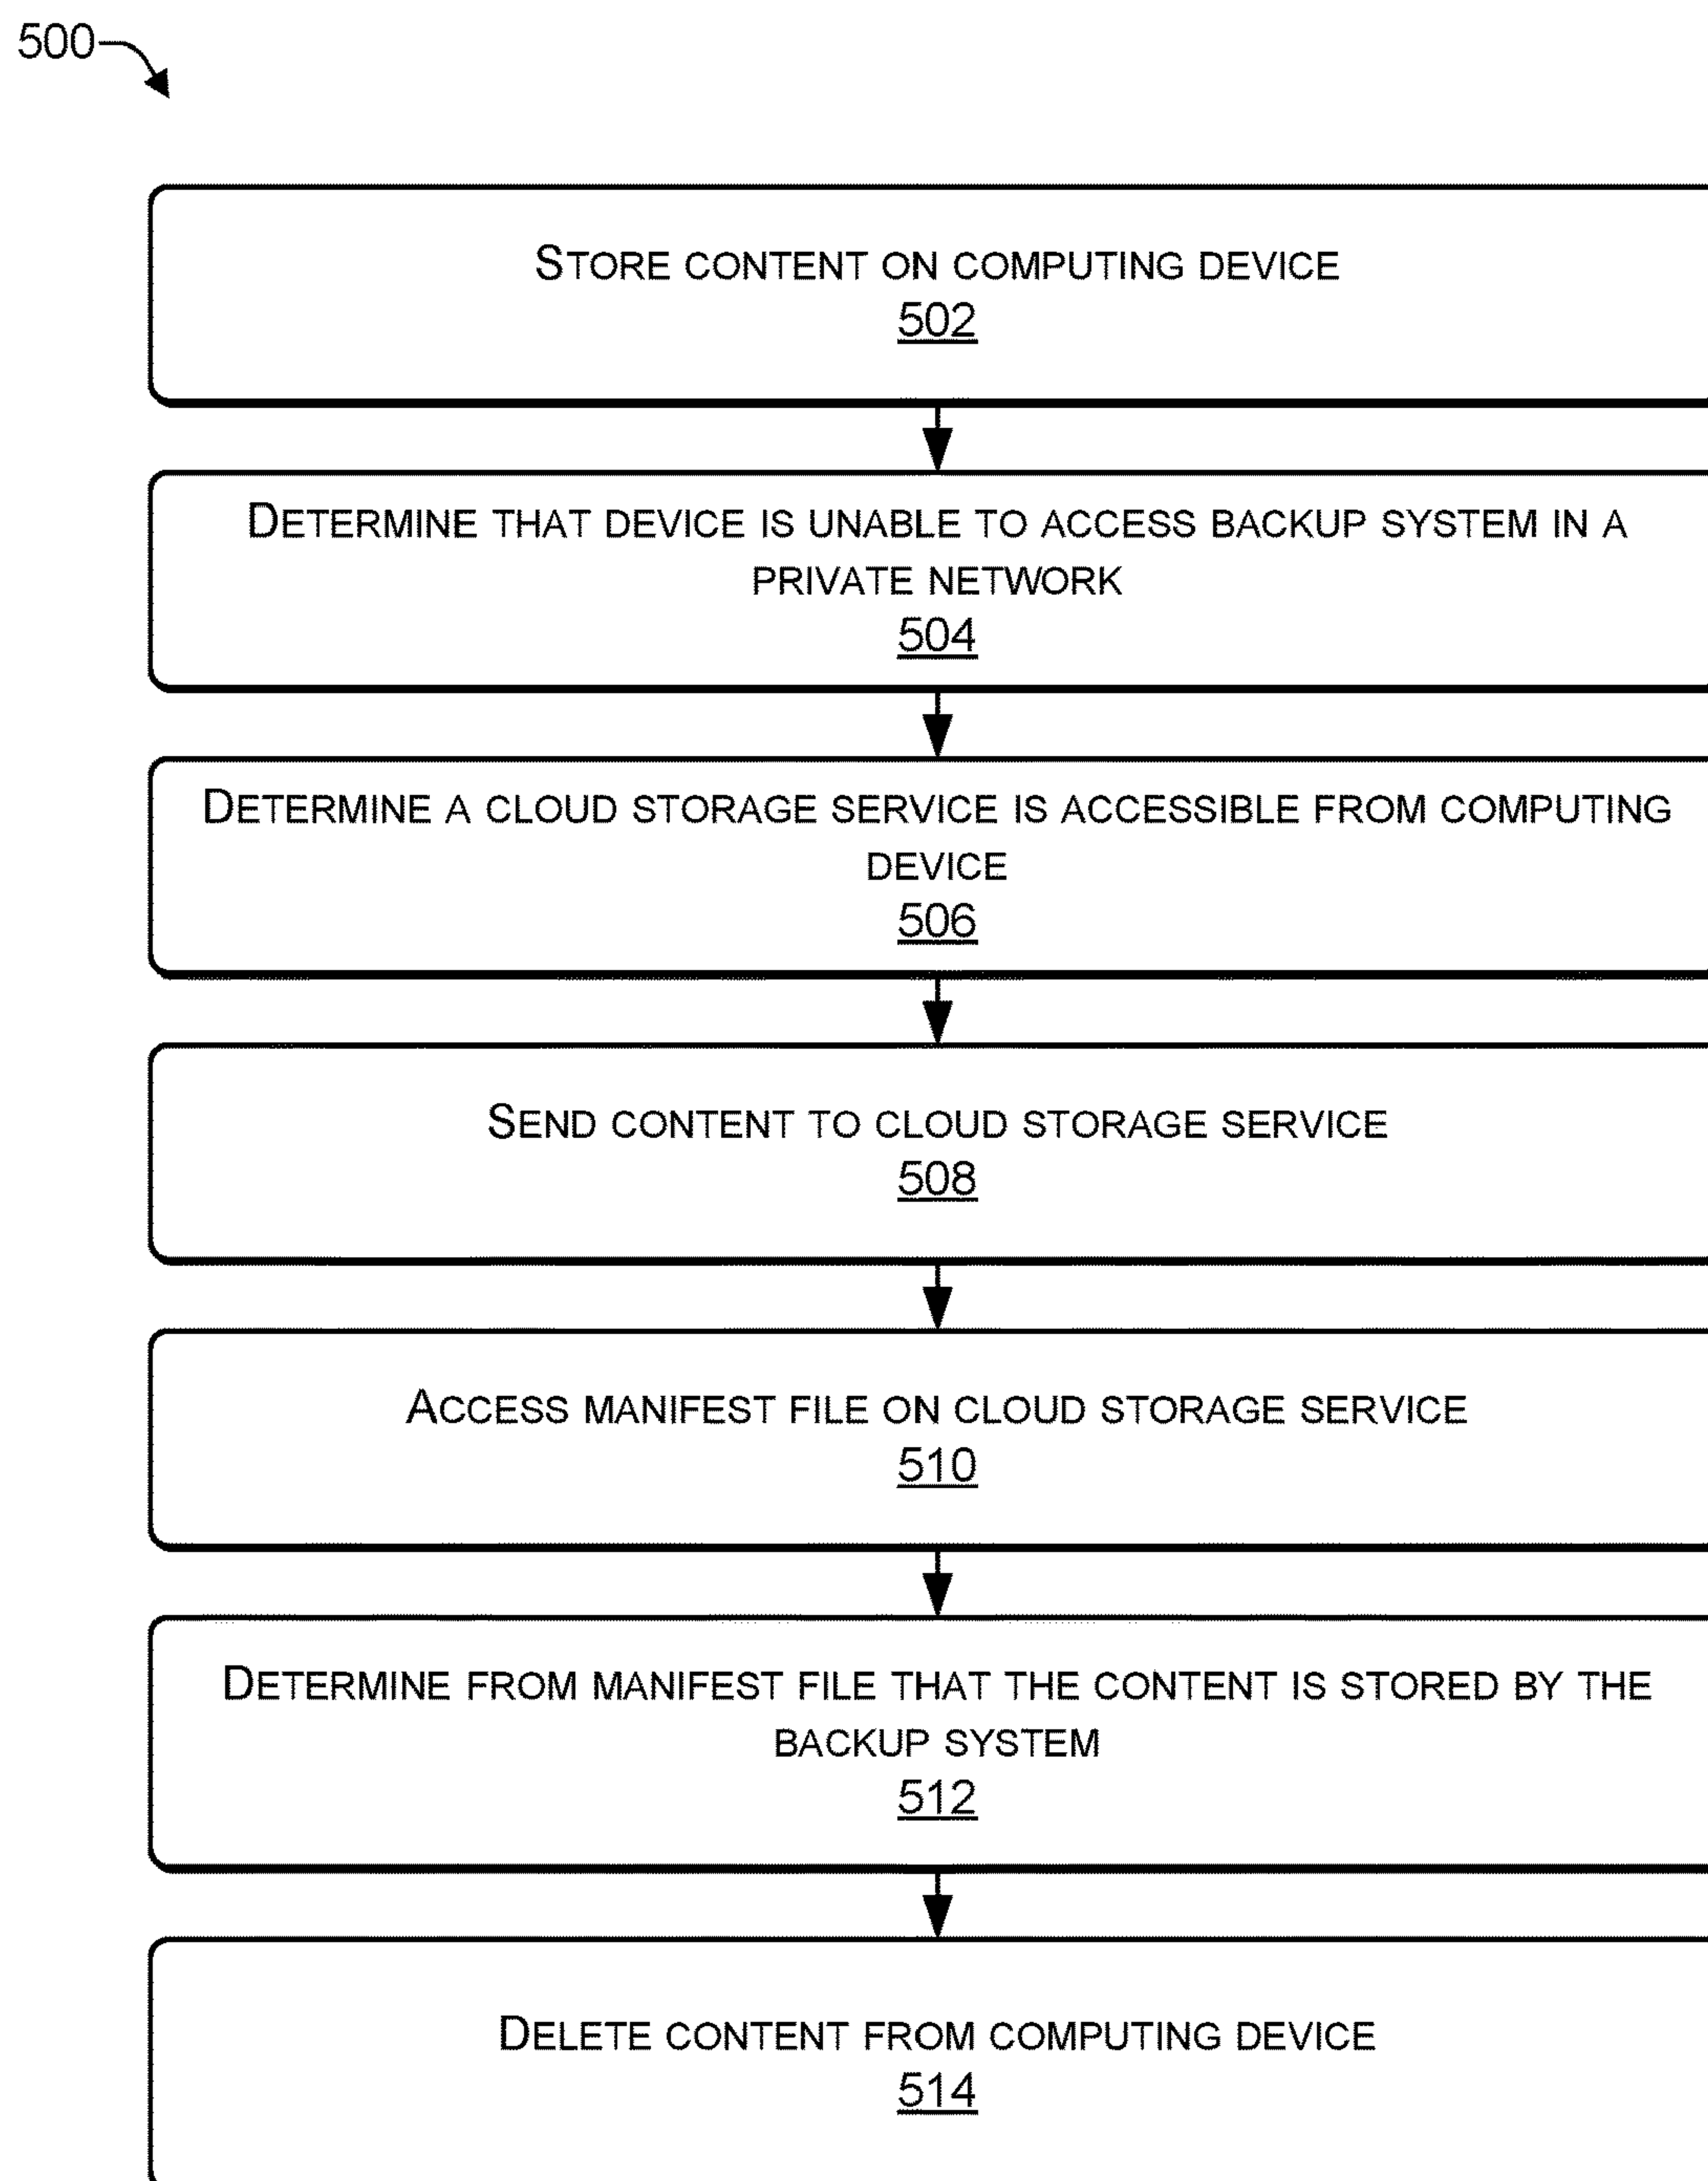 500
STORE CONTENT ON COMPUTING DEVICE
502
DETERMINE THAT DEVICE IS UNABLE TO ACCESS BACKUP SYSTEM IN A
PRIVATE NETWORK
504
DETERMINE A CLOUD STORAGE SERVICE IS ACCESSIBLE FROM COMPUTING
DEVICE
506
SEND CONTENT TO CLOUD STORAGE SERVICE
508
ACCESS MANIFEST FILE ON CLOUD STORAGE SERVICE
510
DETERMINE FROM MANIFEST FILE THAT THE CONTENT IS STORED BY THE
BACKUP SYSTEM
512
DELETE CONTENT FROM COMPUTING DEVICE
514